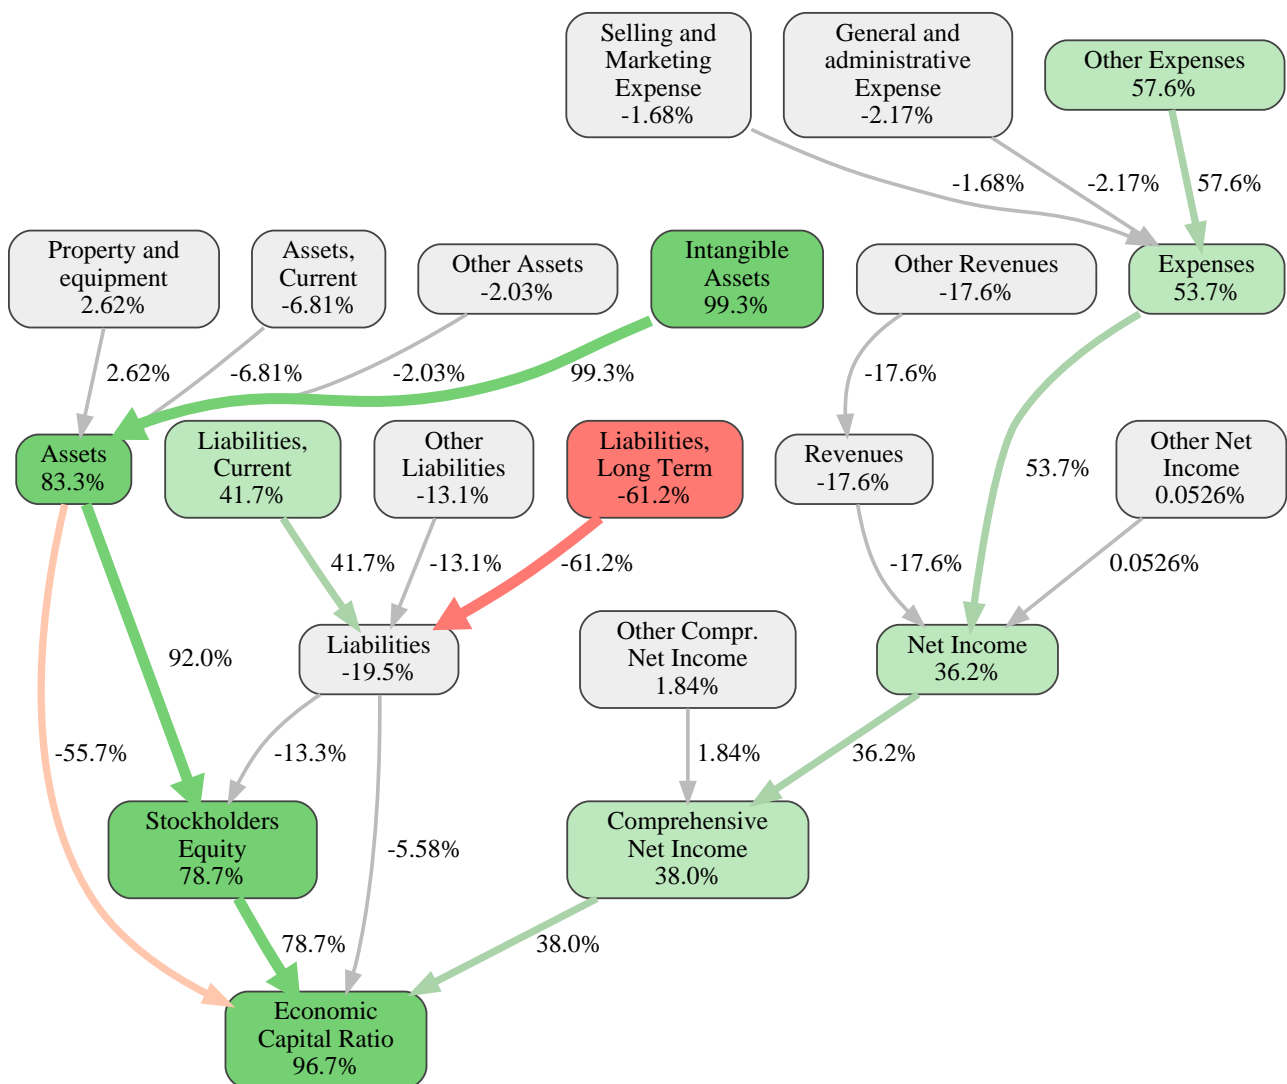 Selling and
Marketing
Expense
-1.68%
General and
administrative
Expense
-2.17%
Other Expenses
57.6%
-1.68%
-2.17%
57.6%
Property and
equipment
2.62%
Assets,
Current
-6.81%
Other Assets
-2.03%
Intangible
Assets
99.3%
Other Revenues
-17.6%
Expenses
53.7%
2.62%
-6.81%
-2.03%
99.3%
-17.6%
Assets
83.3%
Liabilities,
Current
41.7%
Other
Liabilities
-13.1%
Liabilities,
Long Term
-61.2%
Revenues
-17.6%
53.7%
Other Net
Income
0.0526%
41.7%
-13.1%
-61.2%
-17.6%
0.0526%
92.0%
Liabilities
-19.5%
Other Compr.
Net Income
1.84%
Net Income
36.2%
-55.7%
-13.3%
1.84%
36.2%
Stockholders
Equity
78.7%
-5.58%
Comprehensive
Net Income
38.0%
78.7%
38.0%
Economic
Capital Ratio
96.7%